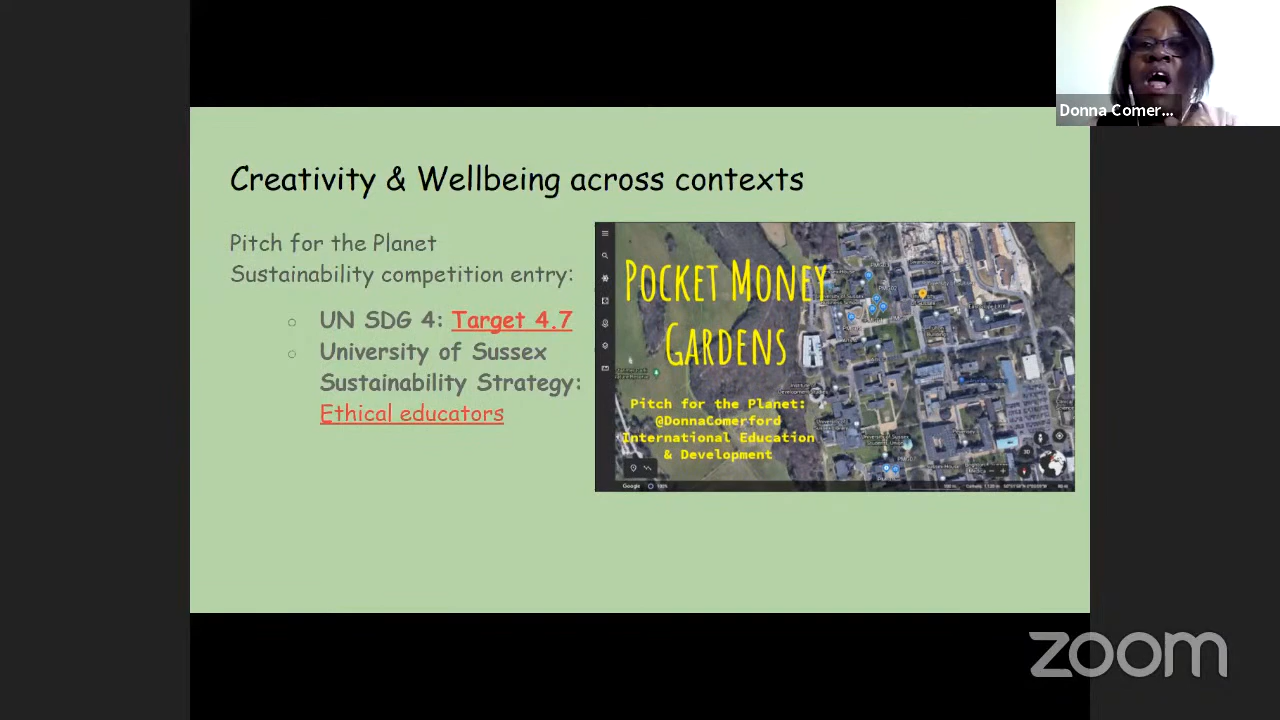 Donna Comer...
Creativity & Wellbeing across contexts
Pitch for the Planet
Sustainability competition entry:
UN SDG 4: Target 4.7
University of Sussex
Sustainability Strategy:
Ethical educators
POCKET MONEY
GARDENS
Pitch for the Planet:
@DonnaComerford
International Education
& Development
Google
zoom